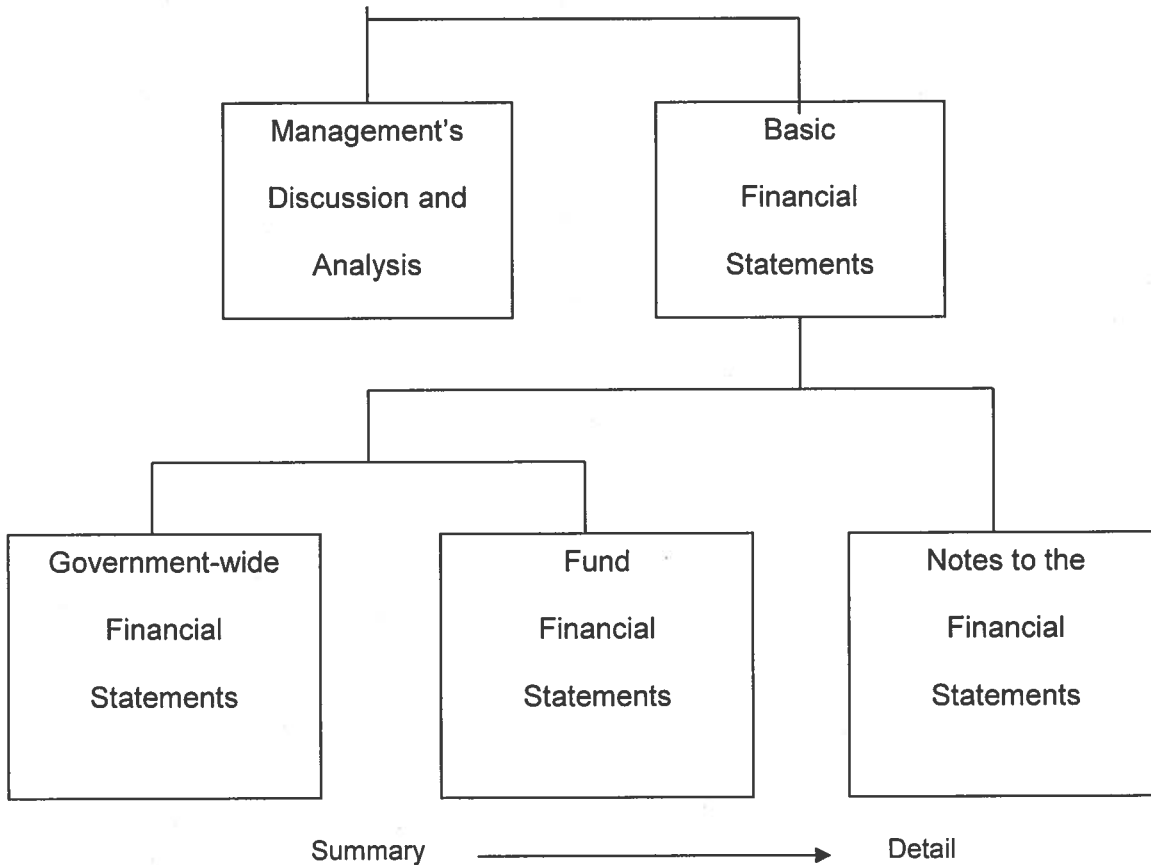 Management's
Discussion and
Analysis
Basic
Financial
Statements
Government-wide
Financial
Statements
Fund
Financial
Statements
Notes to the
Financial
Statements
Summary
Detail